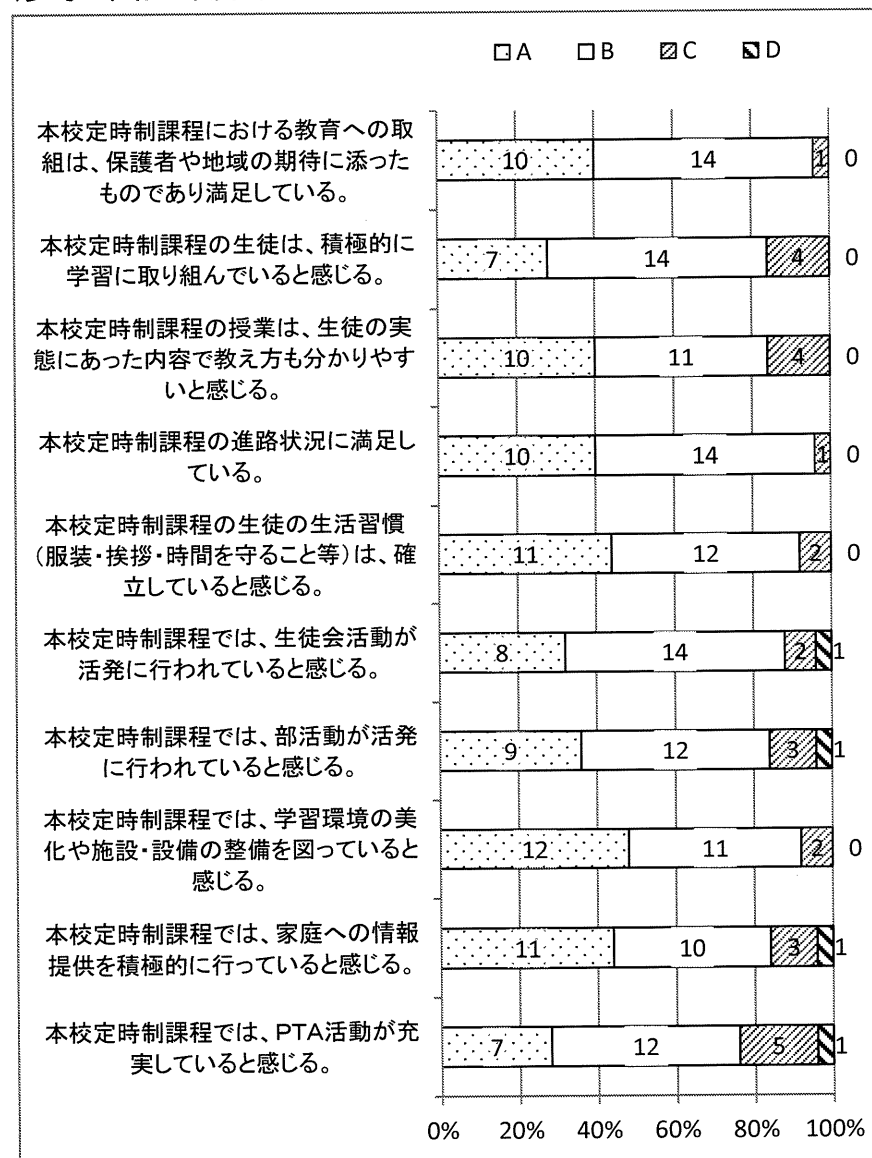 A B C D
本校定時制課程における教育への取
組は、保護者や地域の期待に添った
ものであり満足している。
10 14 1 0
本校定時制課程の生徒は、積極的に
学習に取り組んでいると感じる。
7 14 4 0
本校定時制課程の授業は、生徒の実
態にあった内容で教え方も分かりやす
いと感じる。
10 11 4 0
本校定時制課程の進路状況に満足し
ている。
10 14 1 0
本校定時制課程の生徒の生活習慣
(服装・挨拶・時間を守ること等)は、確
立していると感じる。
11 12 2 0
本校定時制課程では、生徒会活動が
活発に行われていると感じる。
8 14 2 1
本校定時制課程では、部活動が活発
に行われていると感じる。
9 12 3 1
本校定時制課程では、学習環境の美
化や施設・設備の整備を図っていると
感じる。
12 11 2 0
本校定時制課程では、家庭への情報
提供を積極的に行っていると感じる。
11 10 3 1
本校定時制課程では、PTA活動が充
実していると感じる。
7 12 5 1
0% 20% 40% 60% 80% 100%